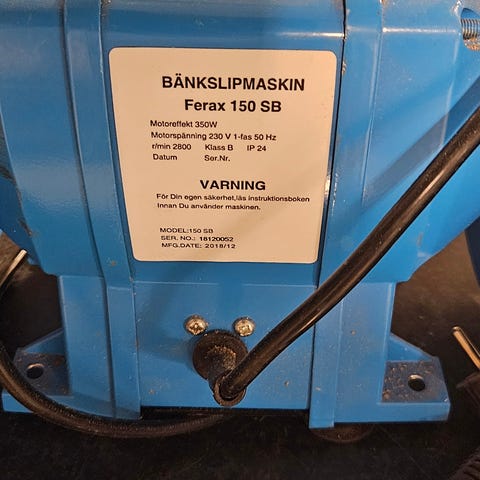 BÄNKSLIPMASKIN
Ferax 150 SB
Motoreffekt 350W
Motorspänning 230 V 1-fas 50 Hz
r/min 2800 Klass B IP 24
Datum Ser.Nr.
VARNING
För Din egen säkerhet,läs instruktionsboken
Innan Du använder maskinen.
MODEL:150 SB
SER. NO.: 18120052
MFG.DATE: 2018/12